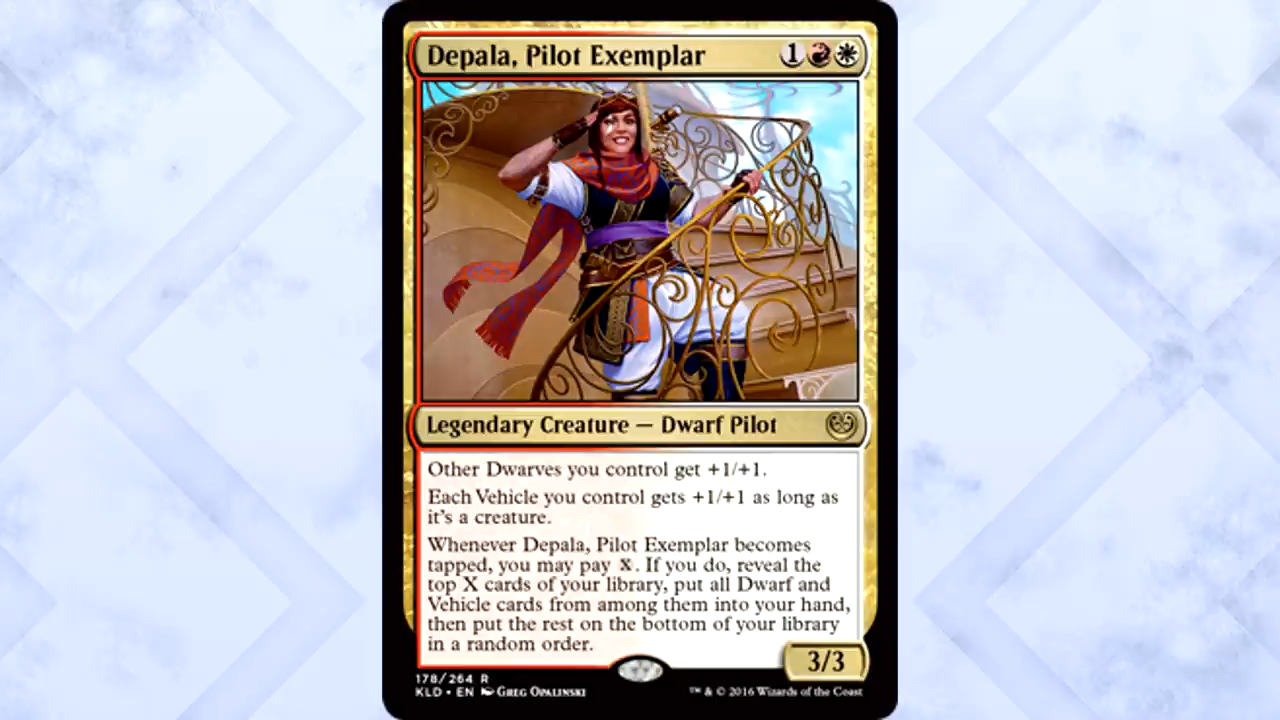 Depala, Pilot Exemplar 1
Legendary Creature — Dwarf Pilot
Other Dwarves you control get +1/+1.
Each Vehicle you control gets +1/+1 as long as
it's a creature.
Whenever Depala, Pilot Exemplar becomes
tapped, you may pay X. If you do, reveal the
top X cards of your library, put all Dwarf and
Vehicle cards from among them into your hand,
then put the rest on the bottom of your library
in a random order.
3/3
178/264 R
KLD • EN Greg Opalinski ™ & © 2016 Wizards of the Coast